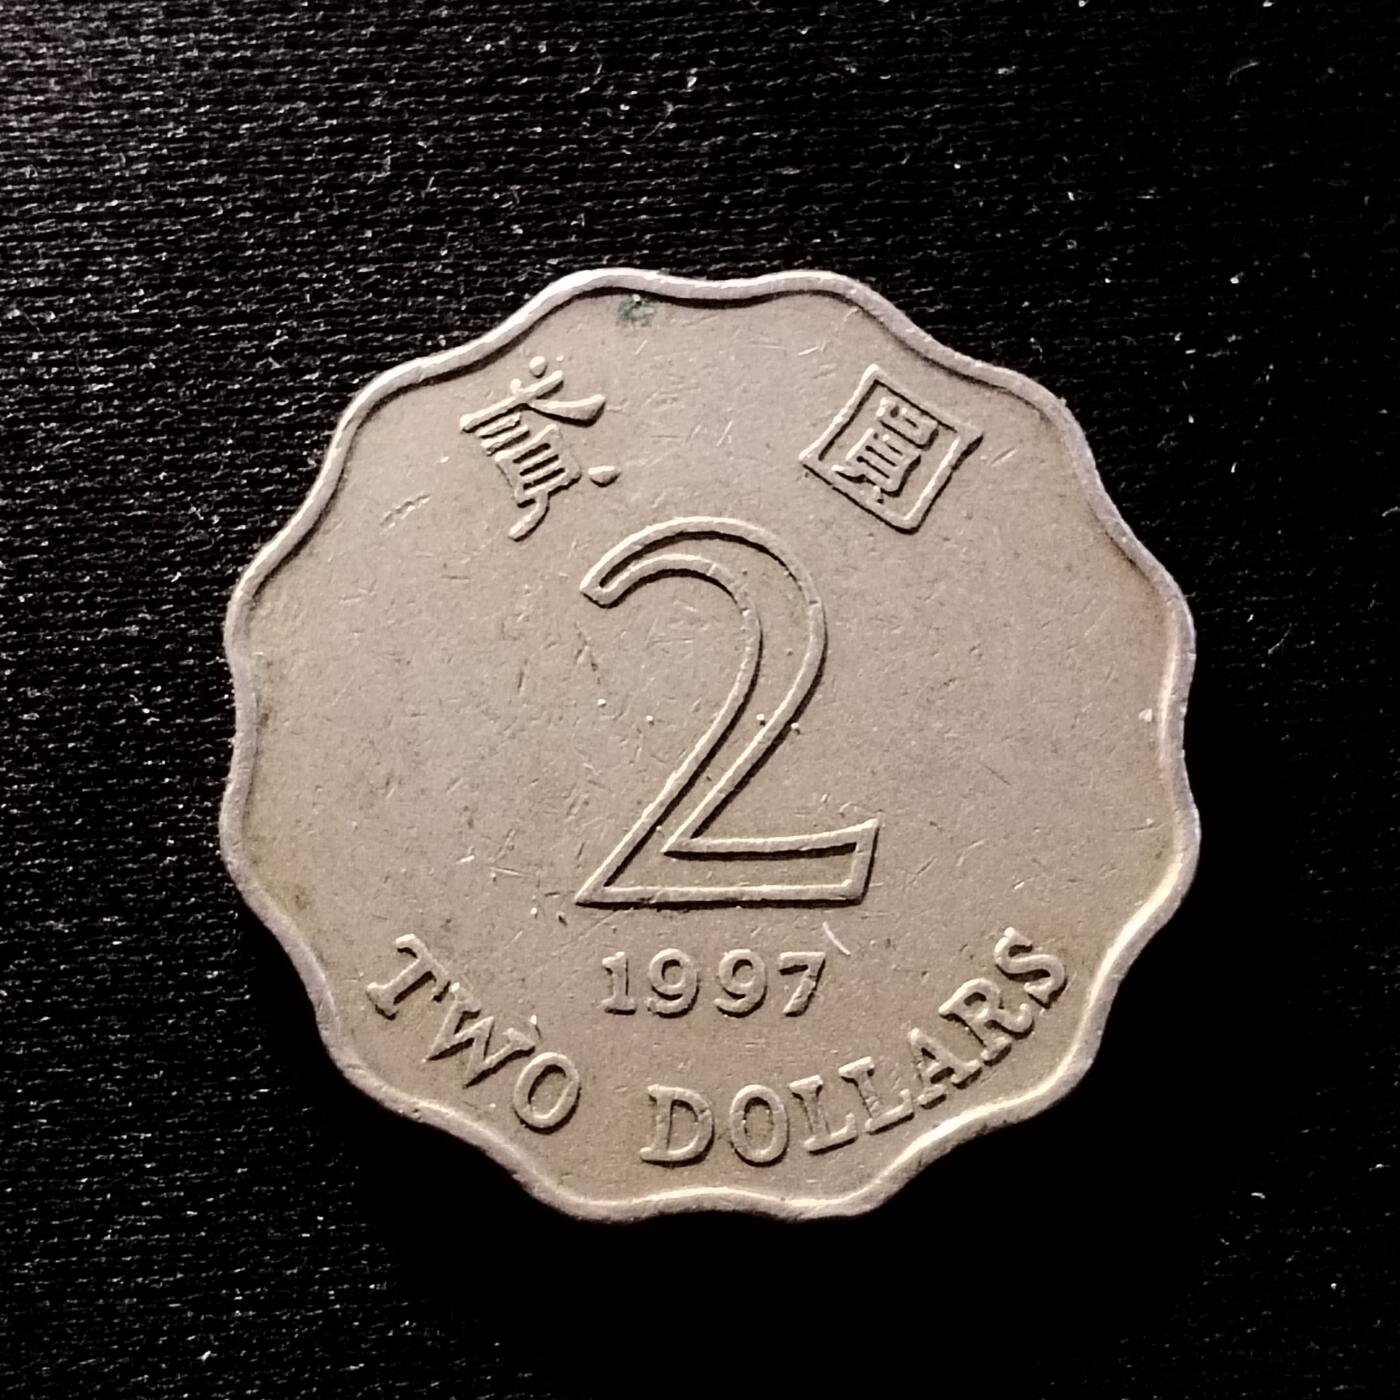 貳 圓
2
1997
TWO DOLLARS